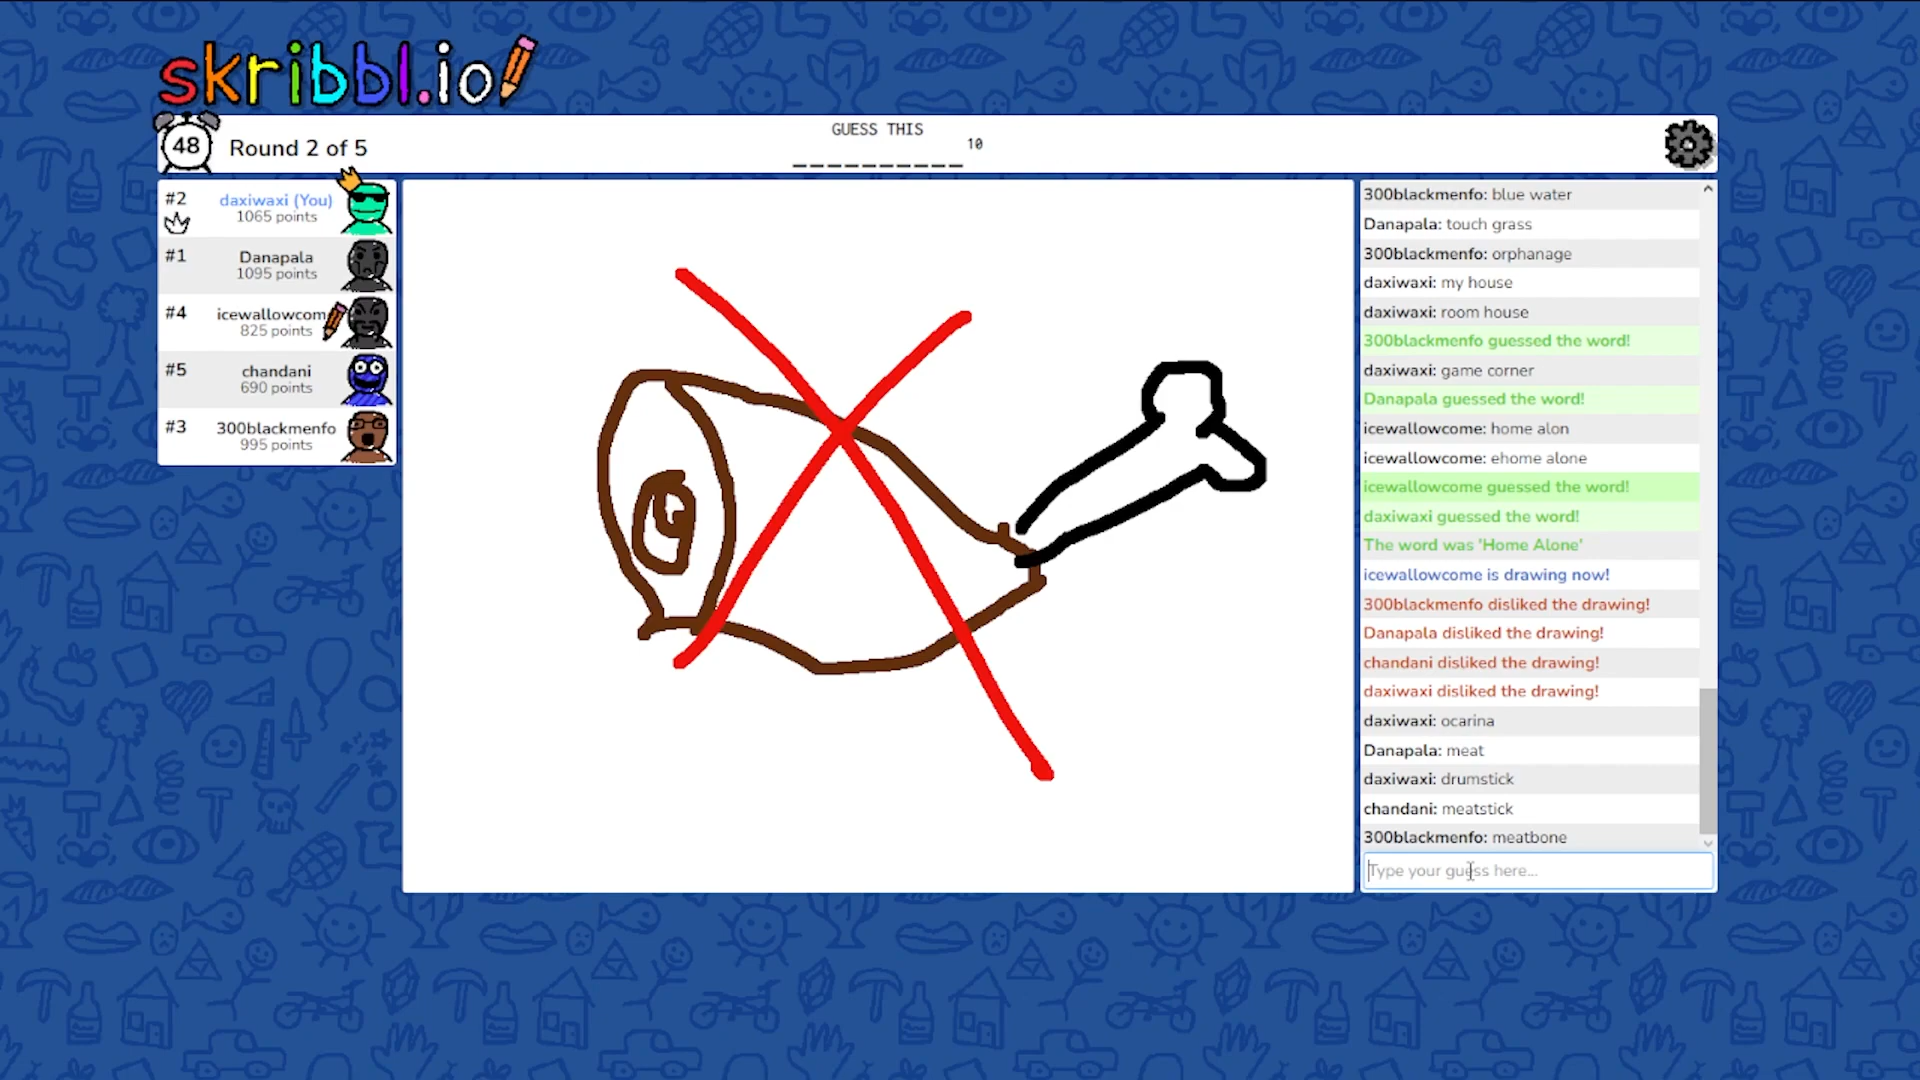 skribbl.io
48
Round 2 of 5
GUESS THIS
__________ 10
#2
daxiwaxi (You)
1065 points
#1
Danapala
1095 points
#4
icewallowcom
825 points
#5
chandani
690 points
#3
300blackmenfo
995 points
300blackmenfo: blue water
Danapala: touch grass
300blackmenfo: orphanage
daxiwaxi: my house
daxiwaxi: room house
300blackmenfo guessed the word!
daxiwaxi: game corner
Danapala guessed the word!
icewallowcome: home alon
icewallowcome: ehome alone
icewallowcome guessed the word!
daxiwaxi guessed the word!
The word was 'Home Alone'
icewallowcome is drawing now!
300blackmenfo disliked the drawing!
Danapala disliked the drawing!
chandani disliked the drawing!
daxiwaxi disliked the drawing!
daxiwaxi: ocarina
Danapala: meat
daxiwaxi: drumstick
chandani: meatstick
300blackmenfo: meatbone
Type your guess here...